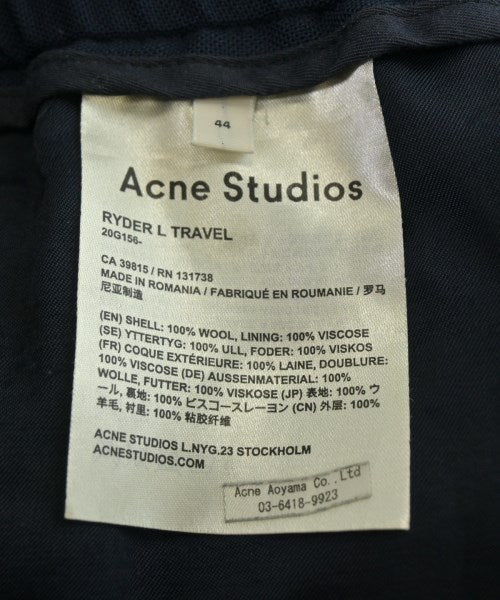 44
Acne Studios
RYDER L TRAVEL
20G156-
CA 39815 / RN 131738
MADE IN ROMANIA / FABRIQUÉ EN ROUMANIE / 罗马
尼亚制造
(EN) SHELL: 100% WOOL, LINING: 100% VISCOSE
(SE) YTTERTYG: 100% ULL, FODER: 100% VISKOS
(FR) COQUE EXTÉRIEURE: 100% LAINE, DOUBLURE:
100% VISCOSE (DE) AUSSENMATERIAL: 100%
WOLLE, FUTTER: 100% VISKOSE (JP) 表地: 100% ウ
ール, 裏地: 100% ビスコースレーヨン (CN) 外层: 100%
羊毛, 衬里: 100% 粘胶纤维
ACNE STUDIOS L.NYG.23 STOCKHOLM
ACNESTUDIOS.COM
Acne Aoyama Co.,Ltd
03-6418-9923